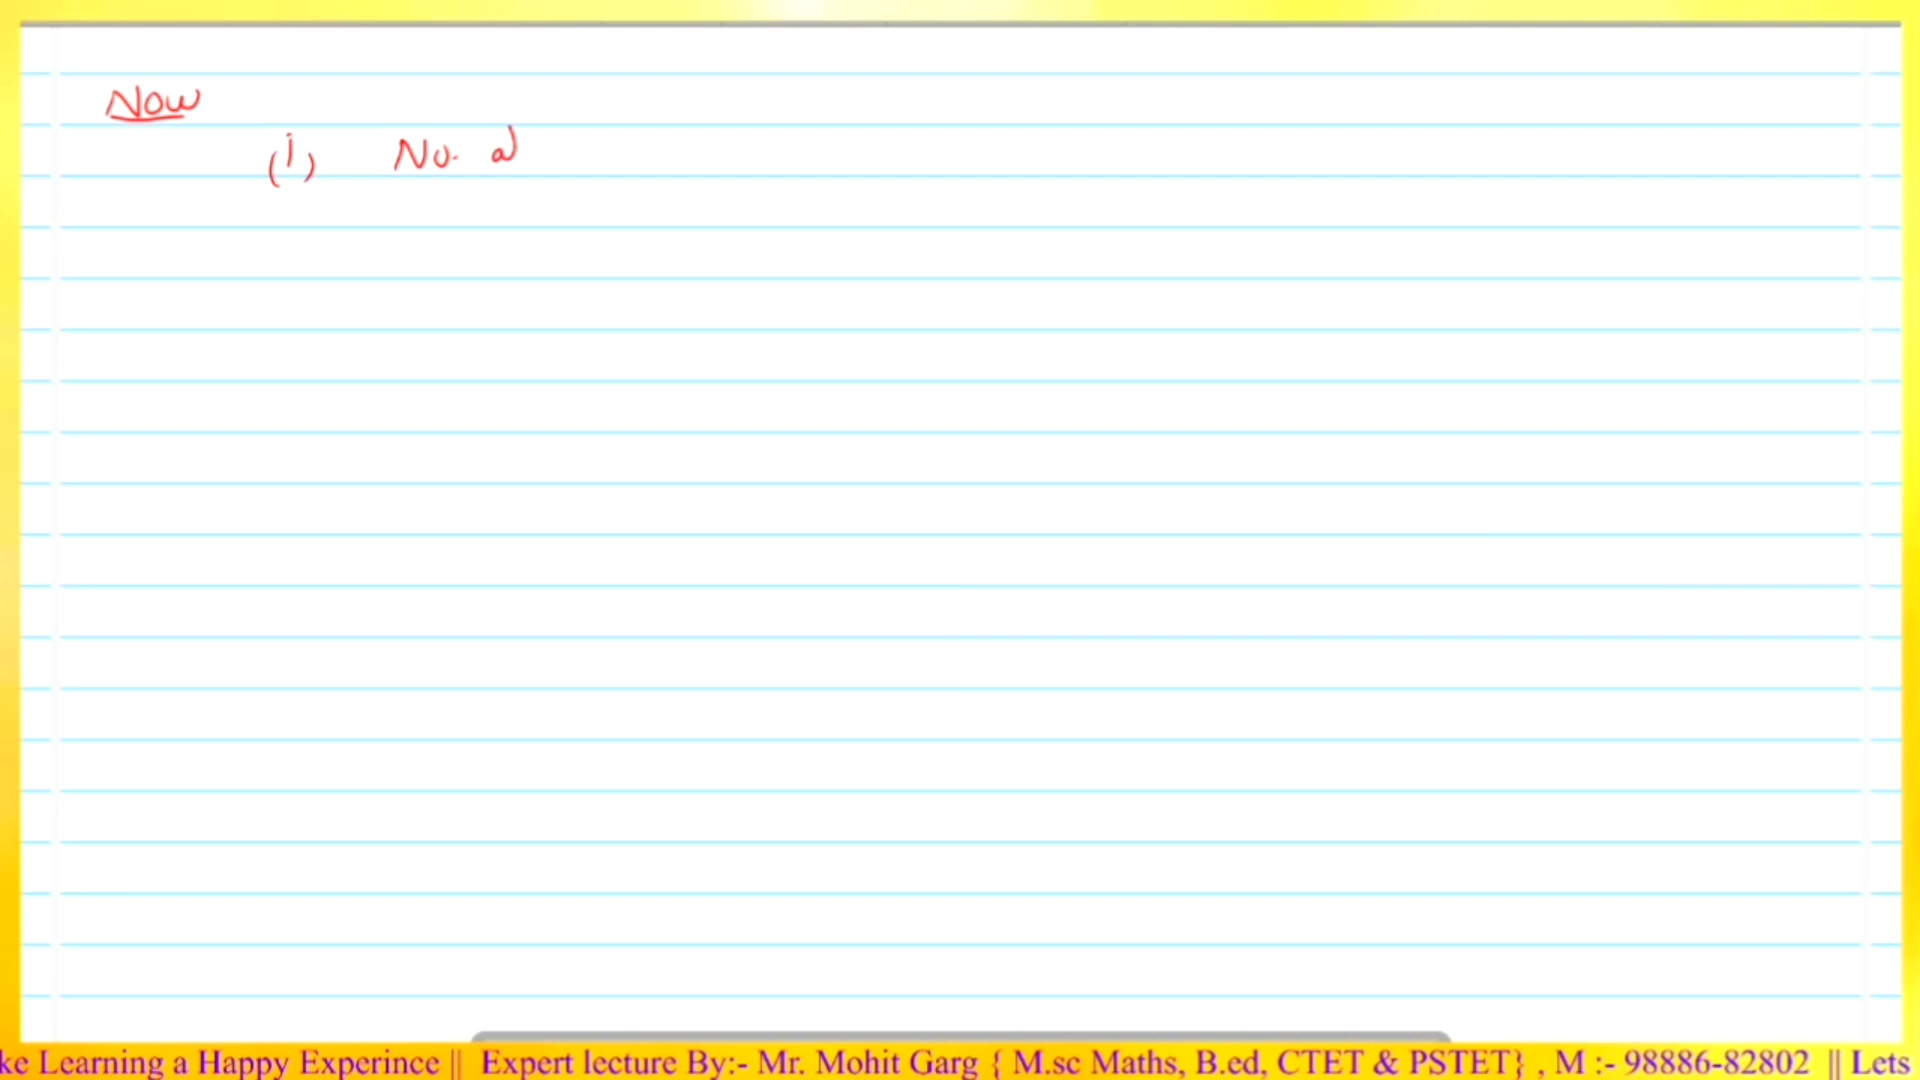 Now
(i) No. o
ke Learning a Happy Experince || Expert lecture By:- Mr. Mohit Garg { M.sc Maths, B.ed, CTET & PSTET} , M :- 98886-82802 || Lets